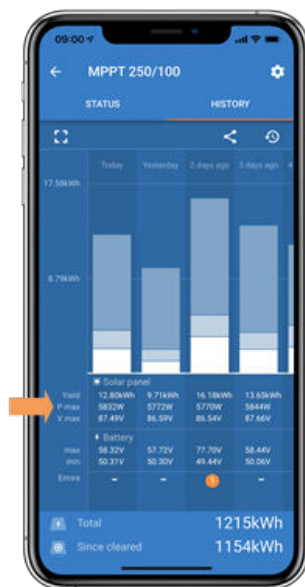 09:00
MPPT 250/100
STATUS HISTORY
Today Yesterday 2 days ago 3 days ago 4
17.58kWh
8.79kWh
Solar panel
Yield 12.80kWh 9.71kWh 16.18kWh 13.65kWh
P max 5832W 5772W 5770W 5844W
V max 87.49V 86.59V 86.54V 87.66V
Battery
max 58.32V 57.72V 77.70V 58.44V
min 50.31V 50.30V 49.44V 50.06V
Errors - - 1 -
Total 1215kWh
Since cleared 1154kWh